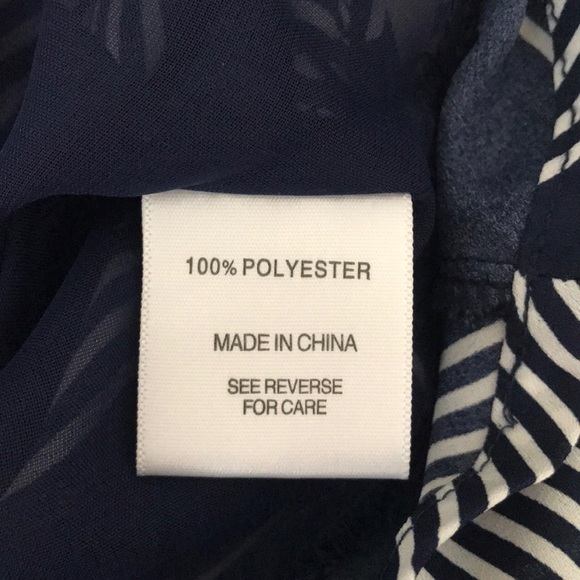 100% POLYESTER
MADE IN CHINA
SEE REVERSE
FOR CARE